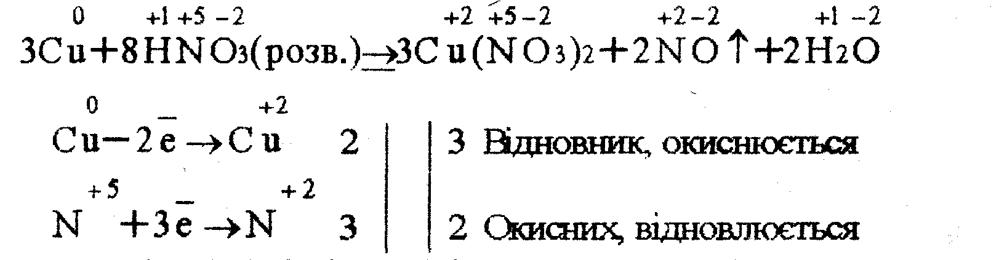 0 +1 +5 -2 +2 +5 -2 +2 -2 +1 -2
3Cu+8HNO3(розв.)→3Cu(NO3)2+2NO↑+2H2O
0 +2
Cu-2e→Cu 2 3 Відновник, окиснюється
+5 +2
N+3e→N 3 2 Окисних, відновлюється